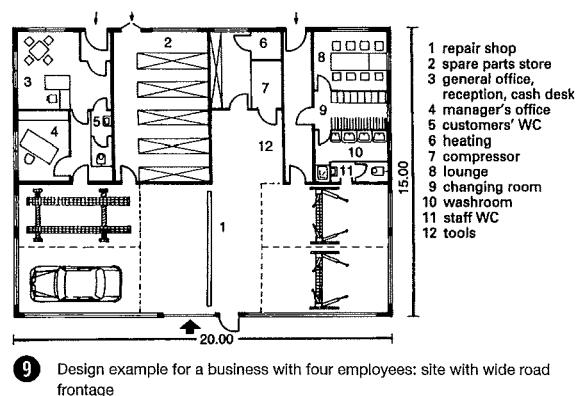 2
6
8
3
7
9
5
4
12
10
11
1
15.00
20.00
1 repair shop
2 spare parts store
3 general office,
reception, cash desk
4 manager's office
5 customers' WC
6 heating
7 compressor
8 lounge
9 changing room
10 washroom
11 staff WC
12 tools
9 Design example for a business with four employees: site with wide road
frontage